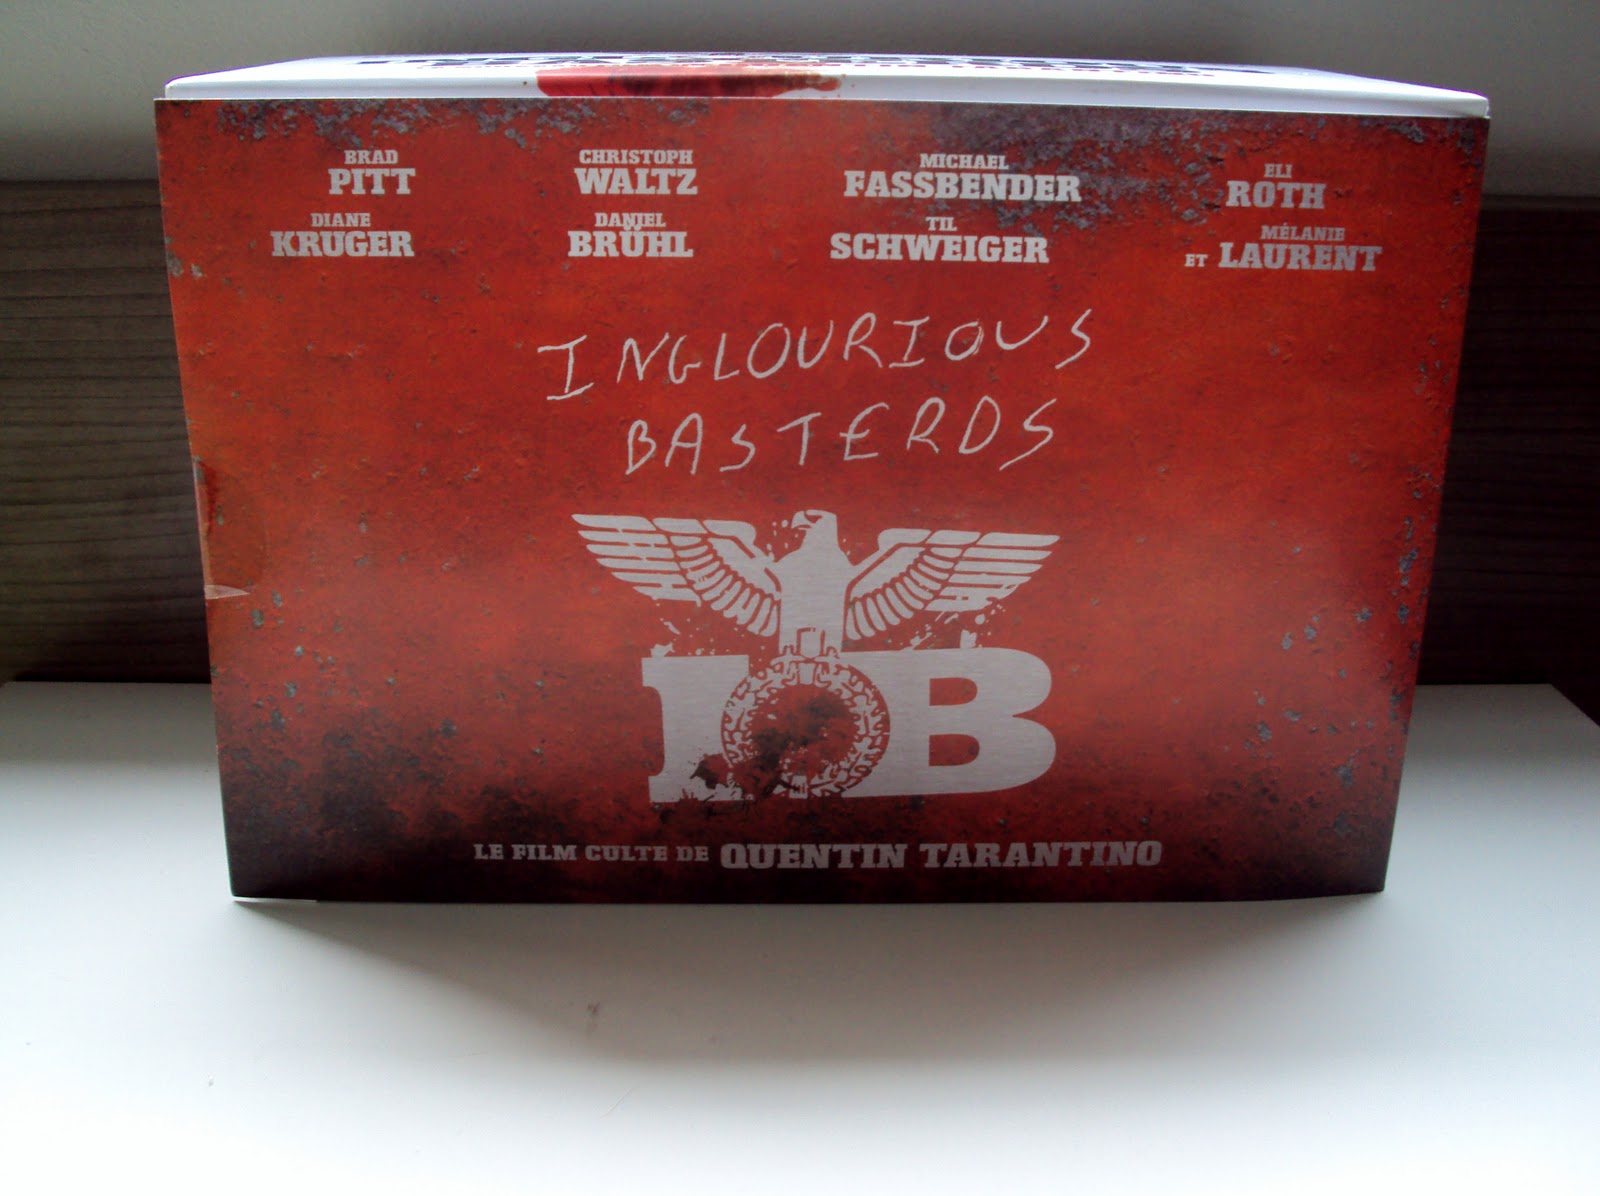 BRAD CHRISTOPH MICHAEL ELI
PITT WALTZ FASSBENDER ROTH
DIANE DANIEL TIL MÉLANIE
KRUGER BRÜHL SCHWEIGER ET LAURENT
INGLOURIOUS
BASTERDS
IB
LE FILM CULTE DE QUENTIN TARANTINO